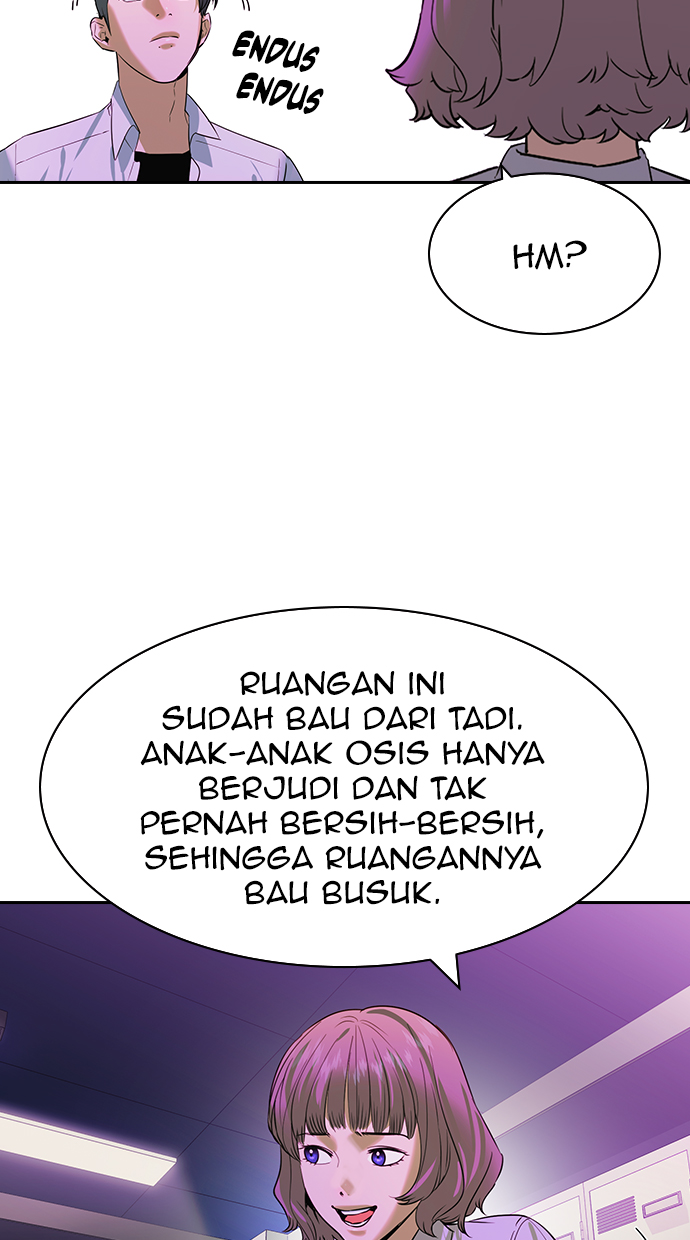 ENDUS
ENDUS
HM?
RUANGAN INI
SUDAH BAU DARI TADI.
ANAK-ANAK OSIS HANYA
BERJUDI DAN TAK
PERNAH BERSIH-BERSIH,
SEHINGGA RUANGANNYA
BAU BUSUK.